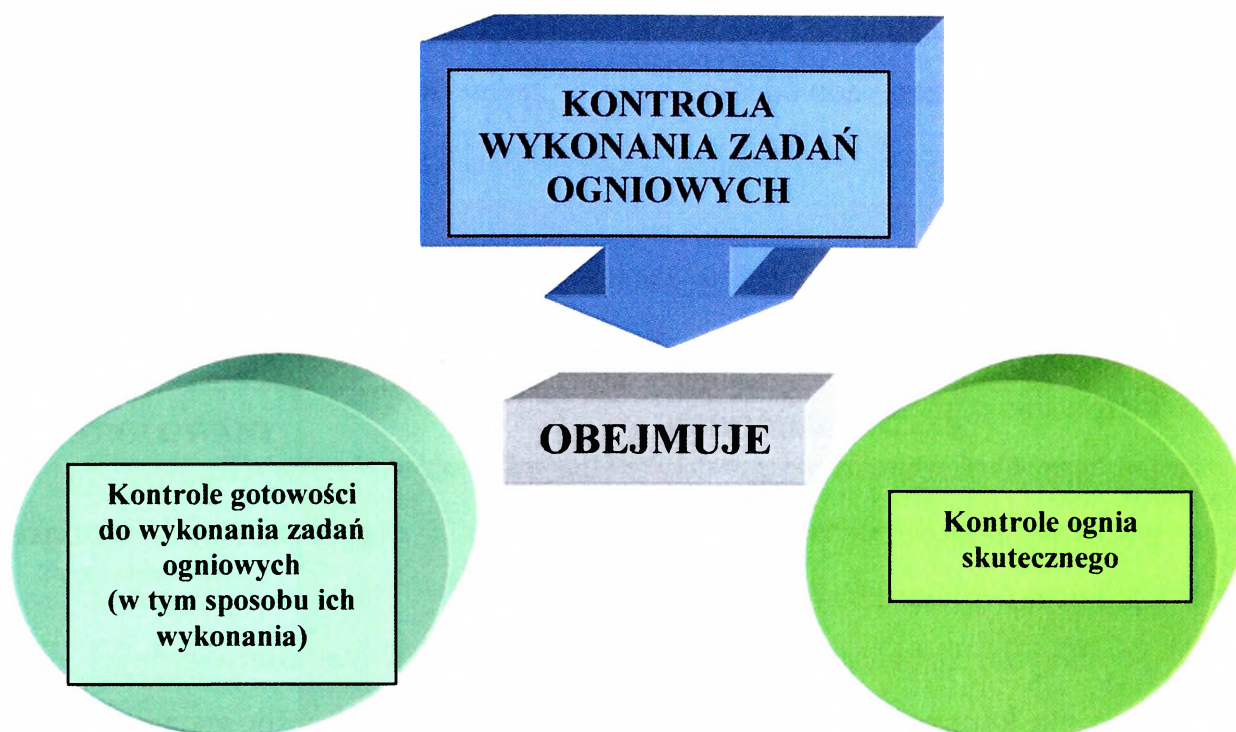 KONTROLA
WYKONANIA ZADAŃ
OGNIOWYCH
OBEJMUJE
Kontrole gotowości
do wykonania zadań
ogniowych
(w tym sposobu ich
wykonania)
Kontrole ognia
skutecznego